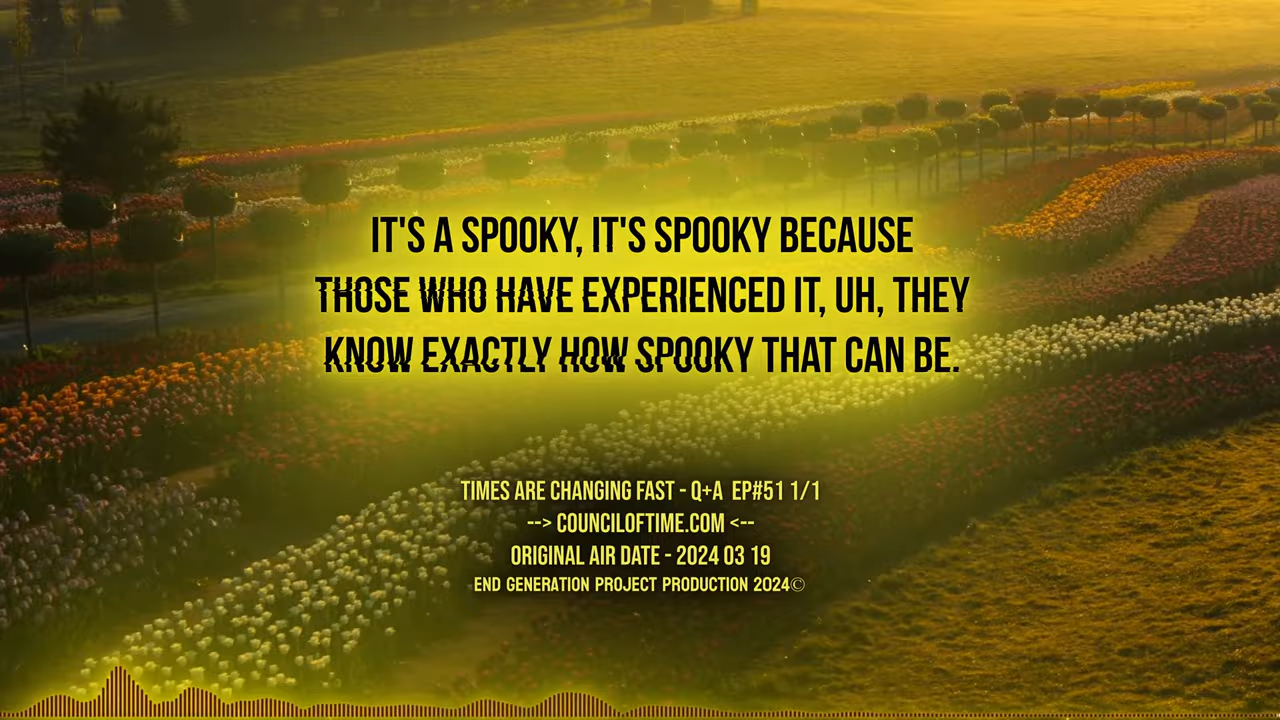 IT'S A SPOOKY, IT'S SPOOKY BECAUSE
THOSE WHO HAVE EXPERIENCED IT, UH, THEY
KNOW EXACTLY HOW SPOOKY THAT CAN BE.
TIMES ARE CHANGING FAST - Q+A EP#51 1/1
--> COUNCILOFTIME.COM <--
ORIGINAL AIR DATE - 2024 03 19
END GENERATION PROJECT PRODUCTION 2024©